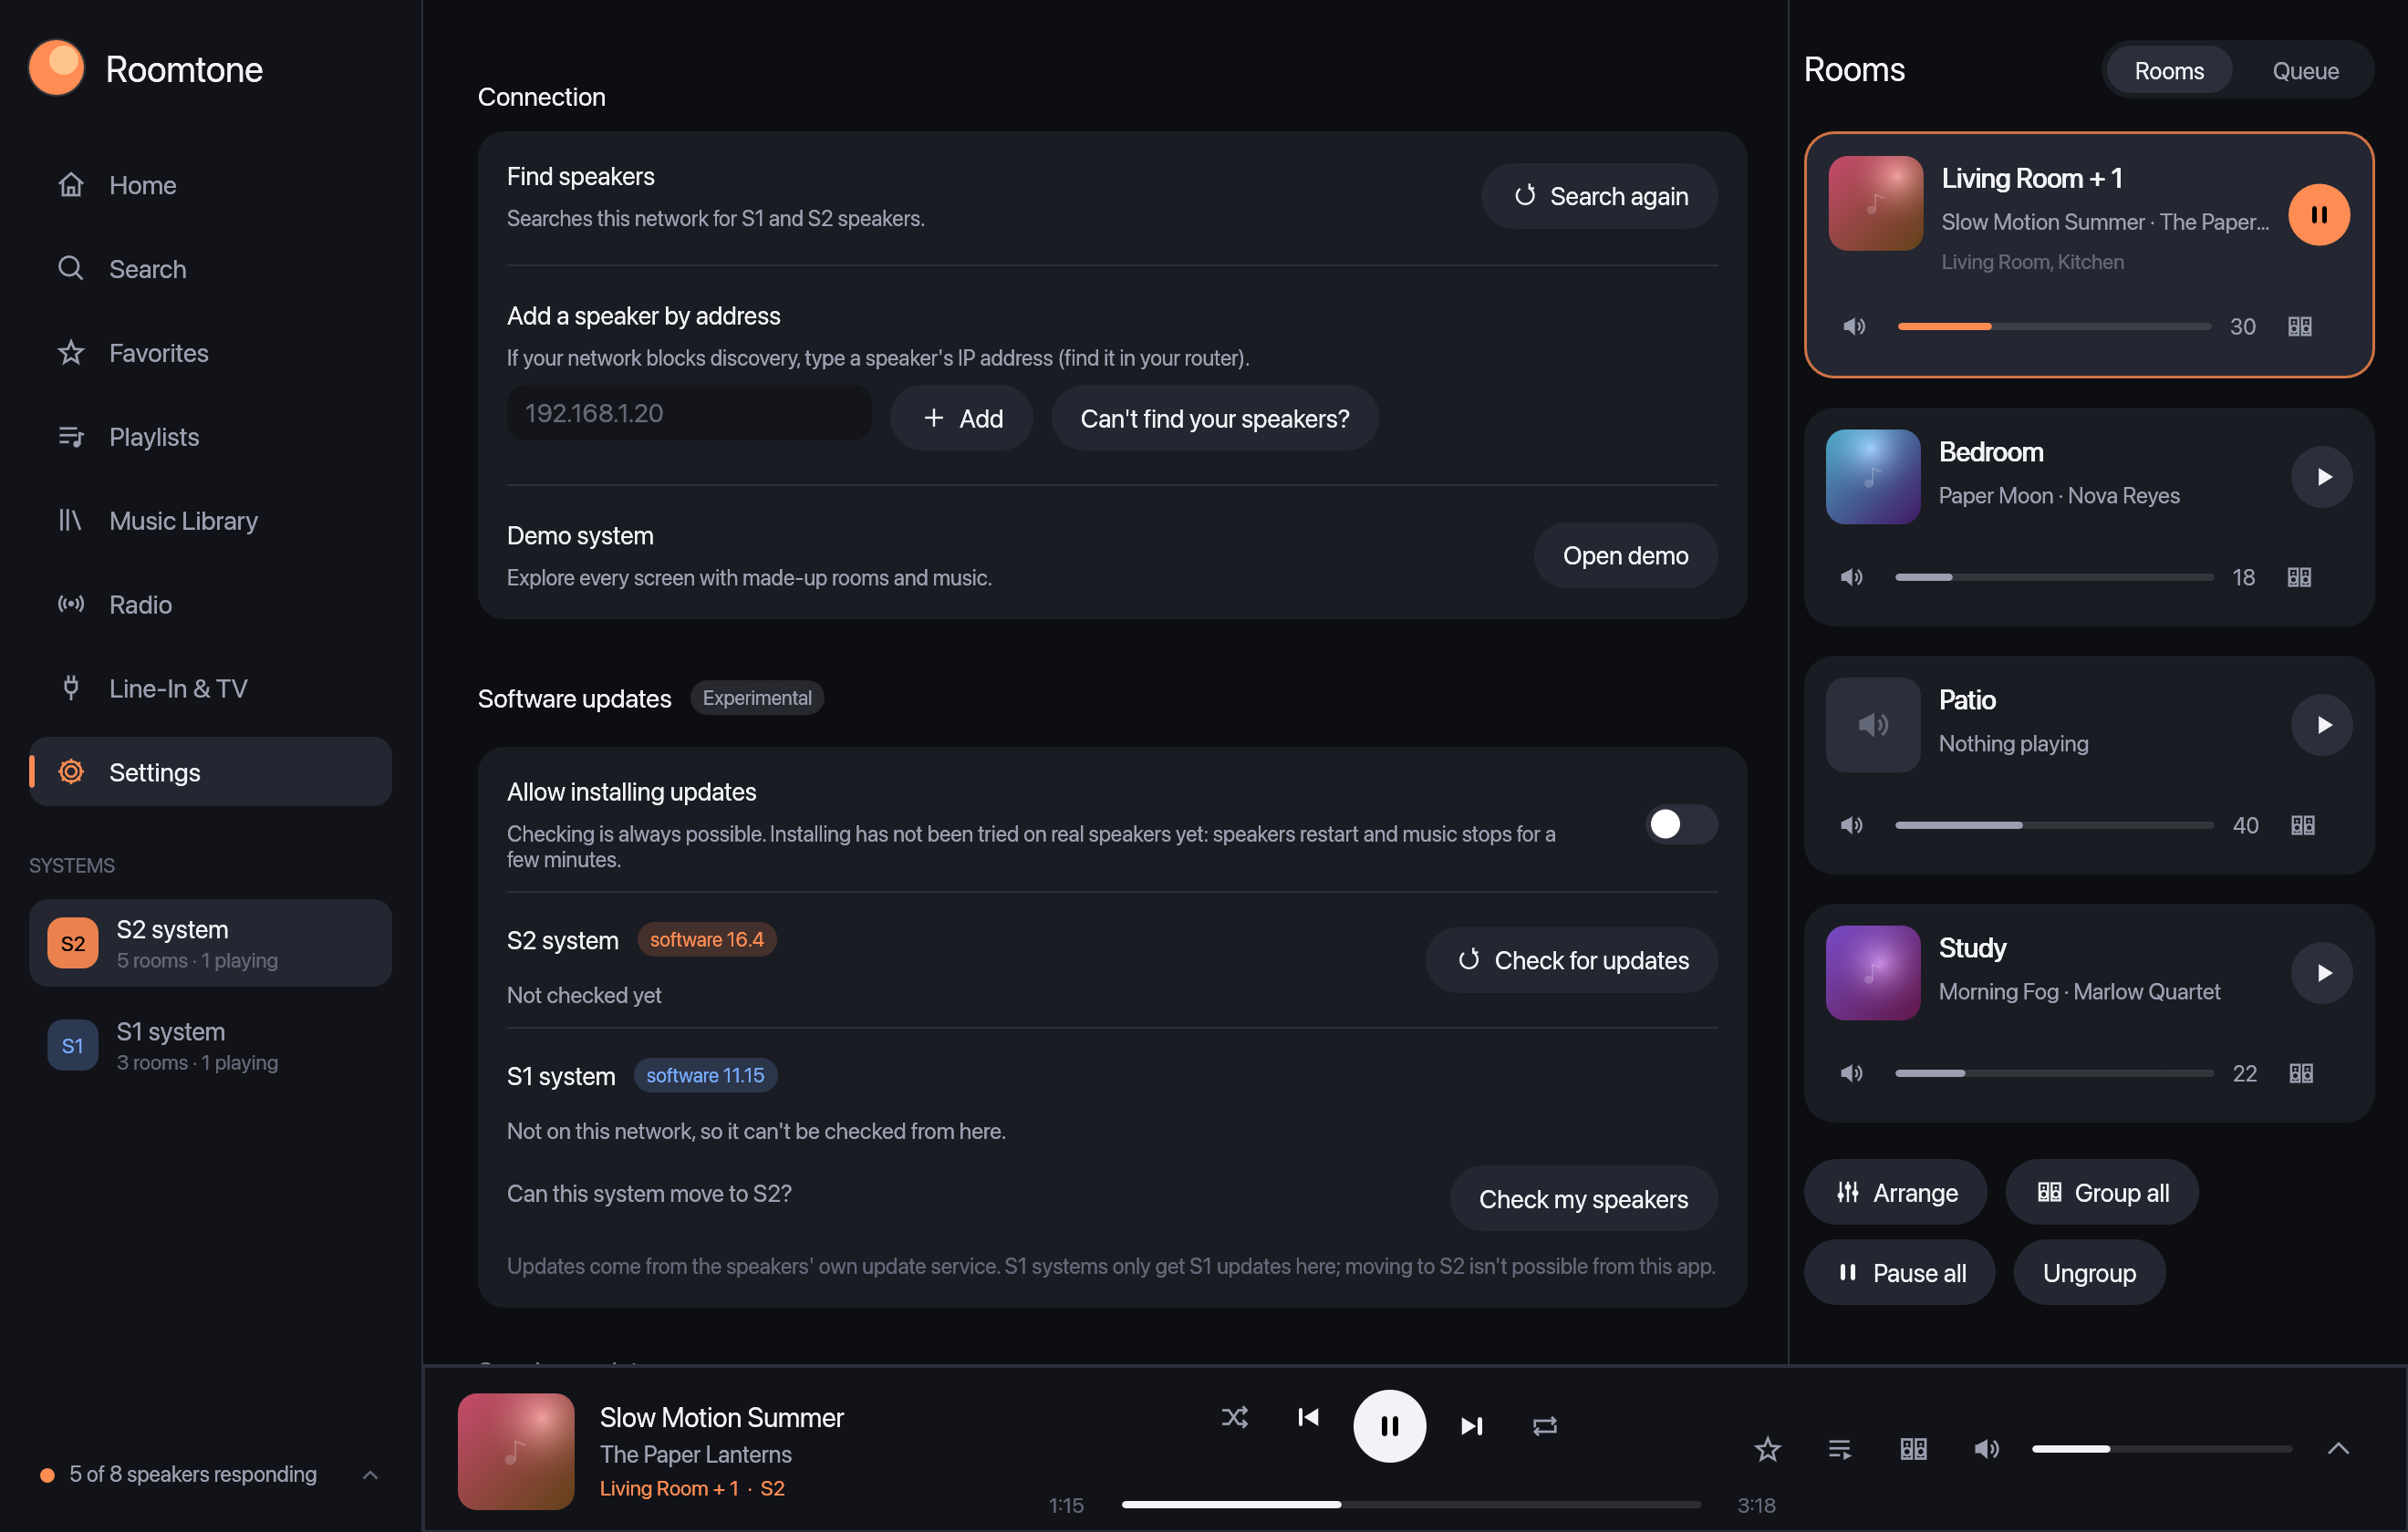 Roomtone
Home
Search
Favorites
Playlists
Music Library
Radio
Line-In & TV
Settings
SYSTEMS
S2
S2 system
5 rooms · 1 playing
S1
S1 system
3 rooms · 1 playing
5 of 8 speakers responding
Connection
Find speakers
Searches this network for S1 and S2 speakers.
Search again
Add a speaker by address
If your network blocks discovery, type a speaker's IP address (find it in your router).
192.168.1.20
Add
Can't find your speakers?
Demo system
Explore every screen with made-up rooms and music.
Open demo
Software updates
Experimental
Allow installing updates
Checking is always possible. Installing has not been tried on real speakers yet: speakers restart and music stops for a
few minutes.
S2 system
software 16.4
Not checked yet
Check for updates
S1 system
software 11.15
Not on this network, so it can't be checked from here.
Can this system move to S2?
Check my speakers
Updates come from the speakers' own update service. S1 systems only get S1 updates here; moving to S2 isn't possible from this app.
Rooms
Rooms
Queue
Living Room + 1
Slow Motion Summer · The Paper...
Living Room, Kitchen
30
Bedroom
Paper Moon · Nova Reyes
18
Patio
Nothing playing
40
Study
Morning Fog · Marlow Quartet
22
Arrange
Group all
Pause all
Ungroup
Slow Motion Summer
The Paper Lanterns
Living Room + 1 · S2
1:15
3:18